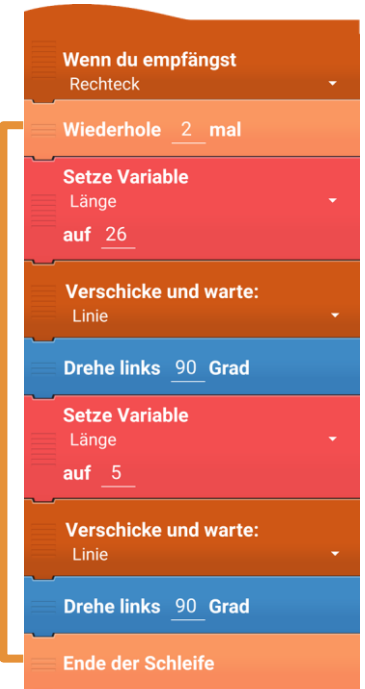 Wenn du empfängst
Rechteck
Wiederhole 2 mal
Setze Variable
Länge
auf 26
Verschicke und warte:
Linie
Drehe links 90 Grad
Setze Variable
Länge
auf 5
Verschicke und warte:
Linie
Drehe links 90 Grad
Ende der Schleife